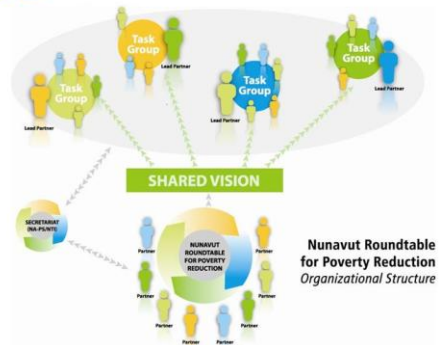 Task
Group
Lead Partner
Task
Group
Lead Partner
Task
Group
Lead Partner
Task
Group
Lead Partner
SHARED VISION
SECRETARIAT
(NA-PS/NTI)
NUNAVUT
ROUNDTABLE
FOR POVERTY
REDUCTION
Partner
Partner
Partner
Partner
Partner
Partner
Partner
Partner
Partner
Partner
Nunavut Roundtable
for Poverty Reduction
Organizational Structure